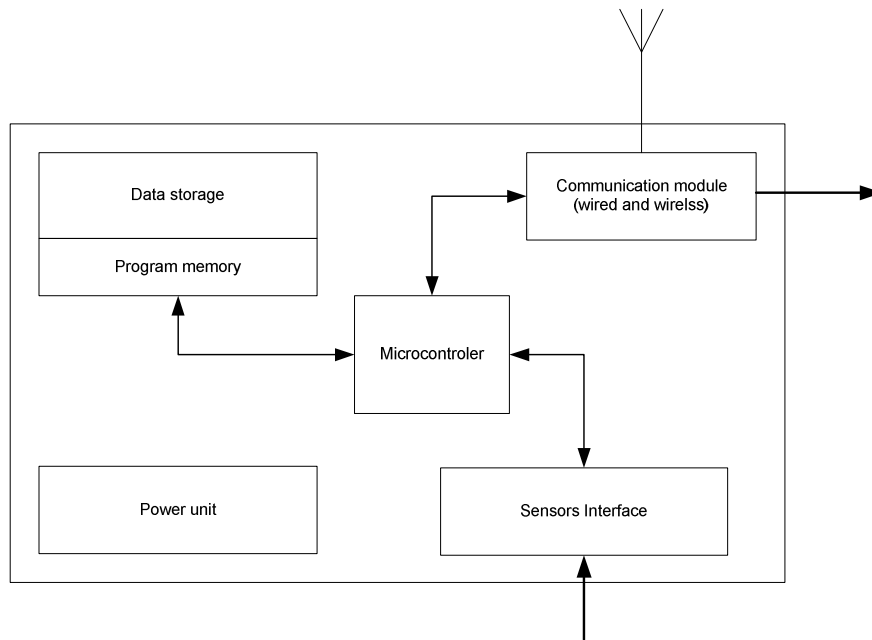 Data storage
Program memory
Communication module
(wired and wirelss)
Microcontroler
Power unit
Sensors Interface